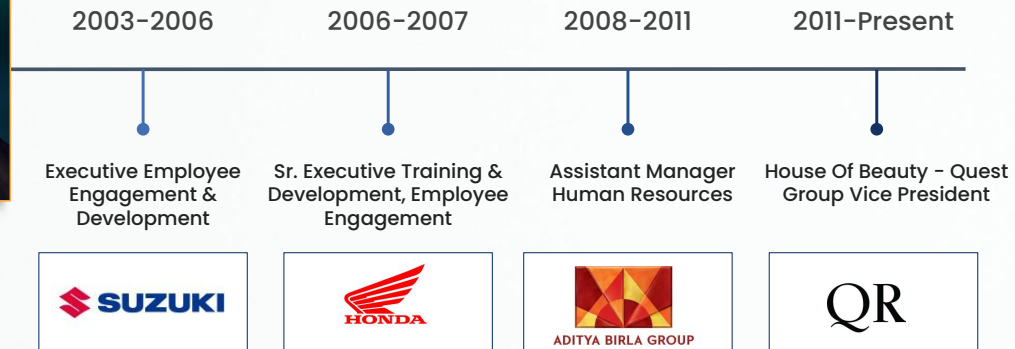 2003-2006
2006-2007
2008-2011
2011-Present
Executive Employee
Engagement &
Development
Sr. Executive Training &
Development, Employee
Engagement
Assistant Manager
Human Resources
House Of Beauty - Quest
Group Vice President
SUZUKI
HONDA
ADITYA BIRLA GROUP
QR